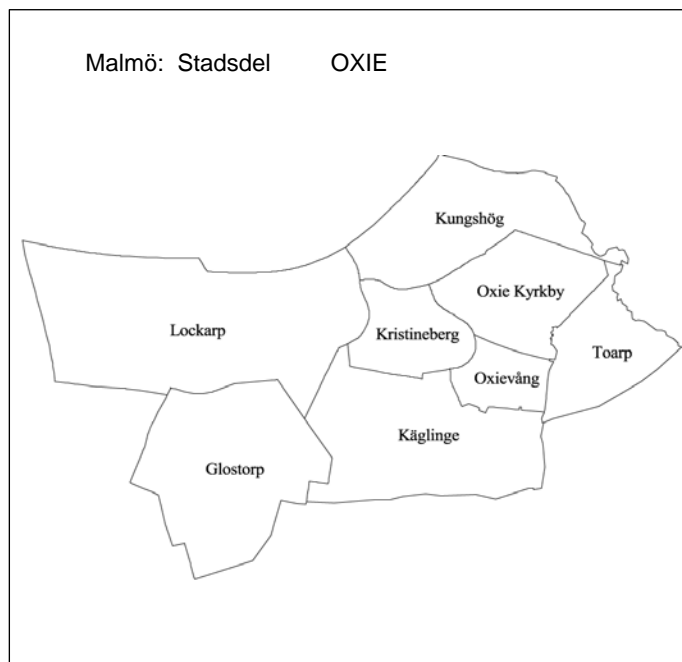 Malmö: Stadsdel OXIE
Kungshög
Oxie Kyrkby
Lockarp
Kristineberg
Toarp
Oxievång
Käglinge
Glostorp